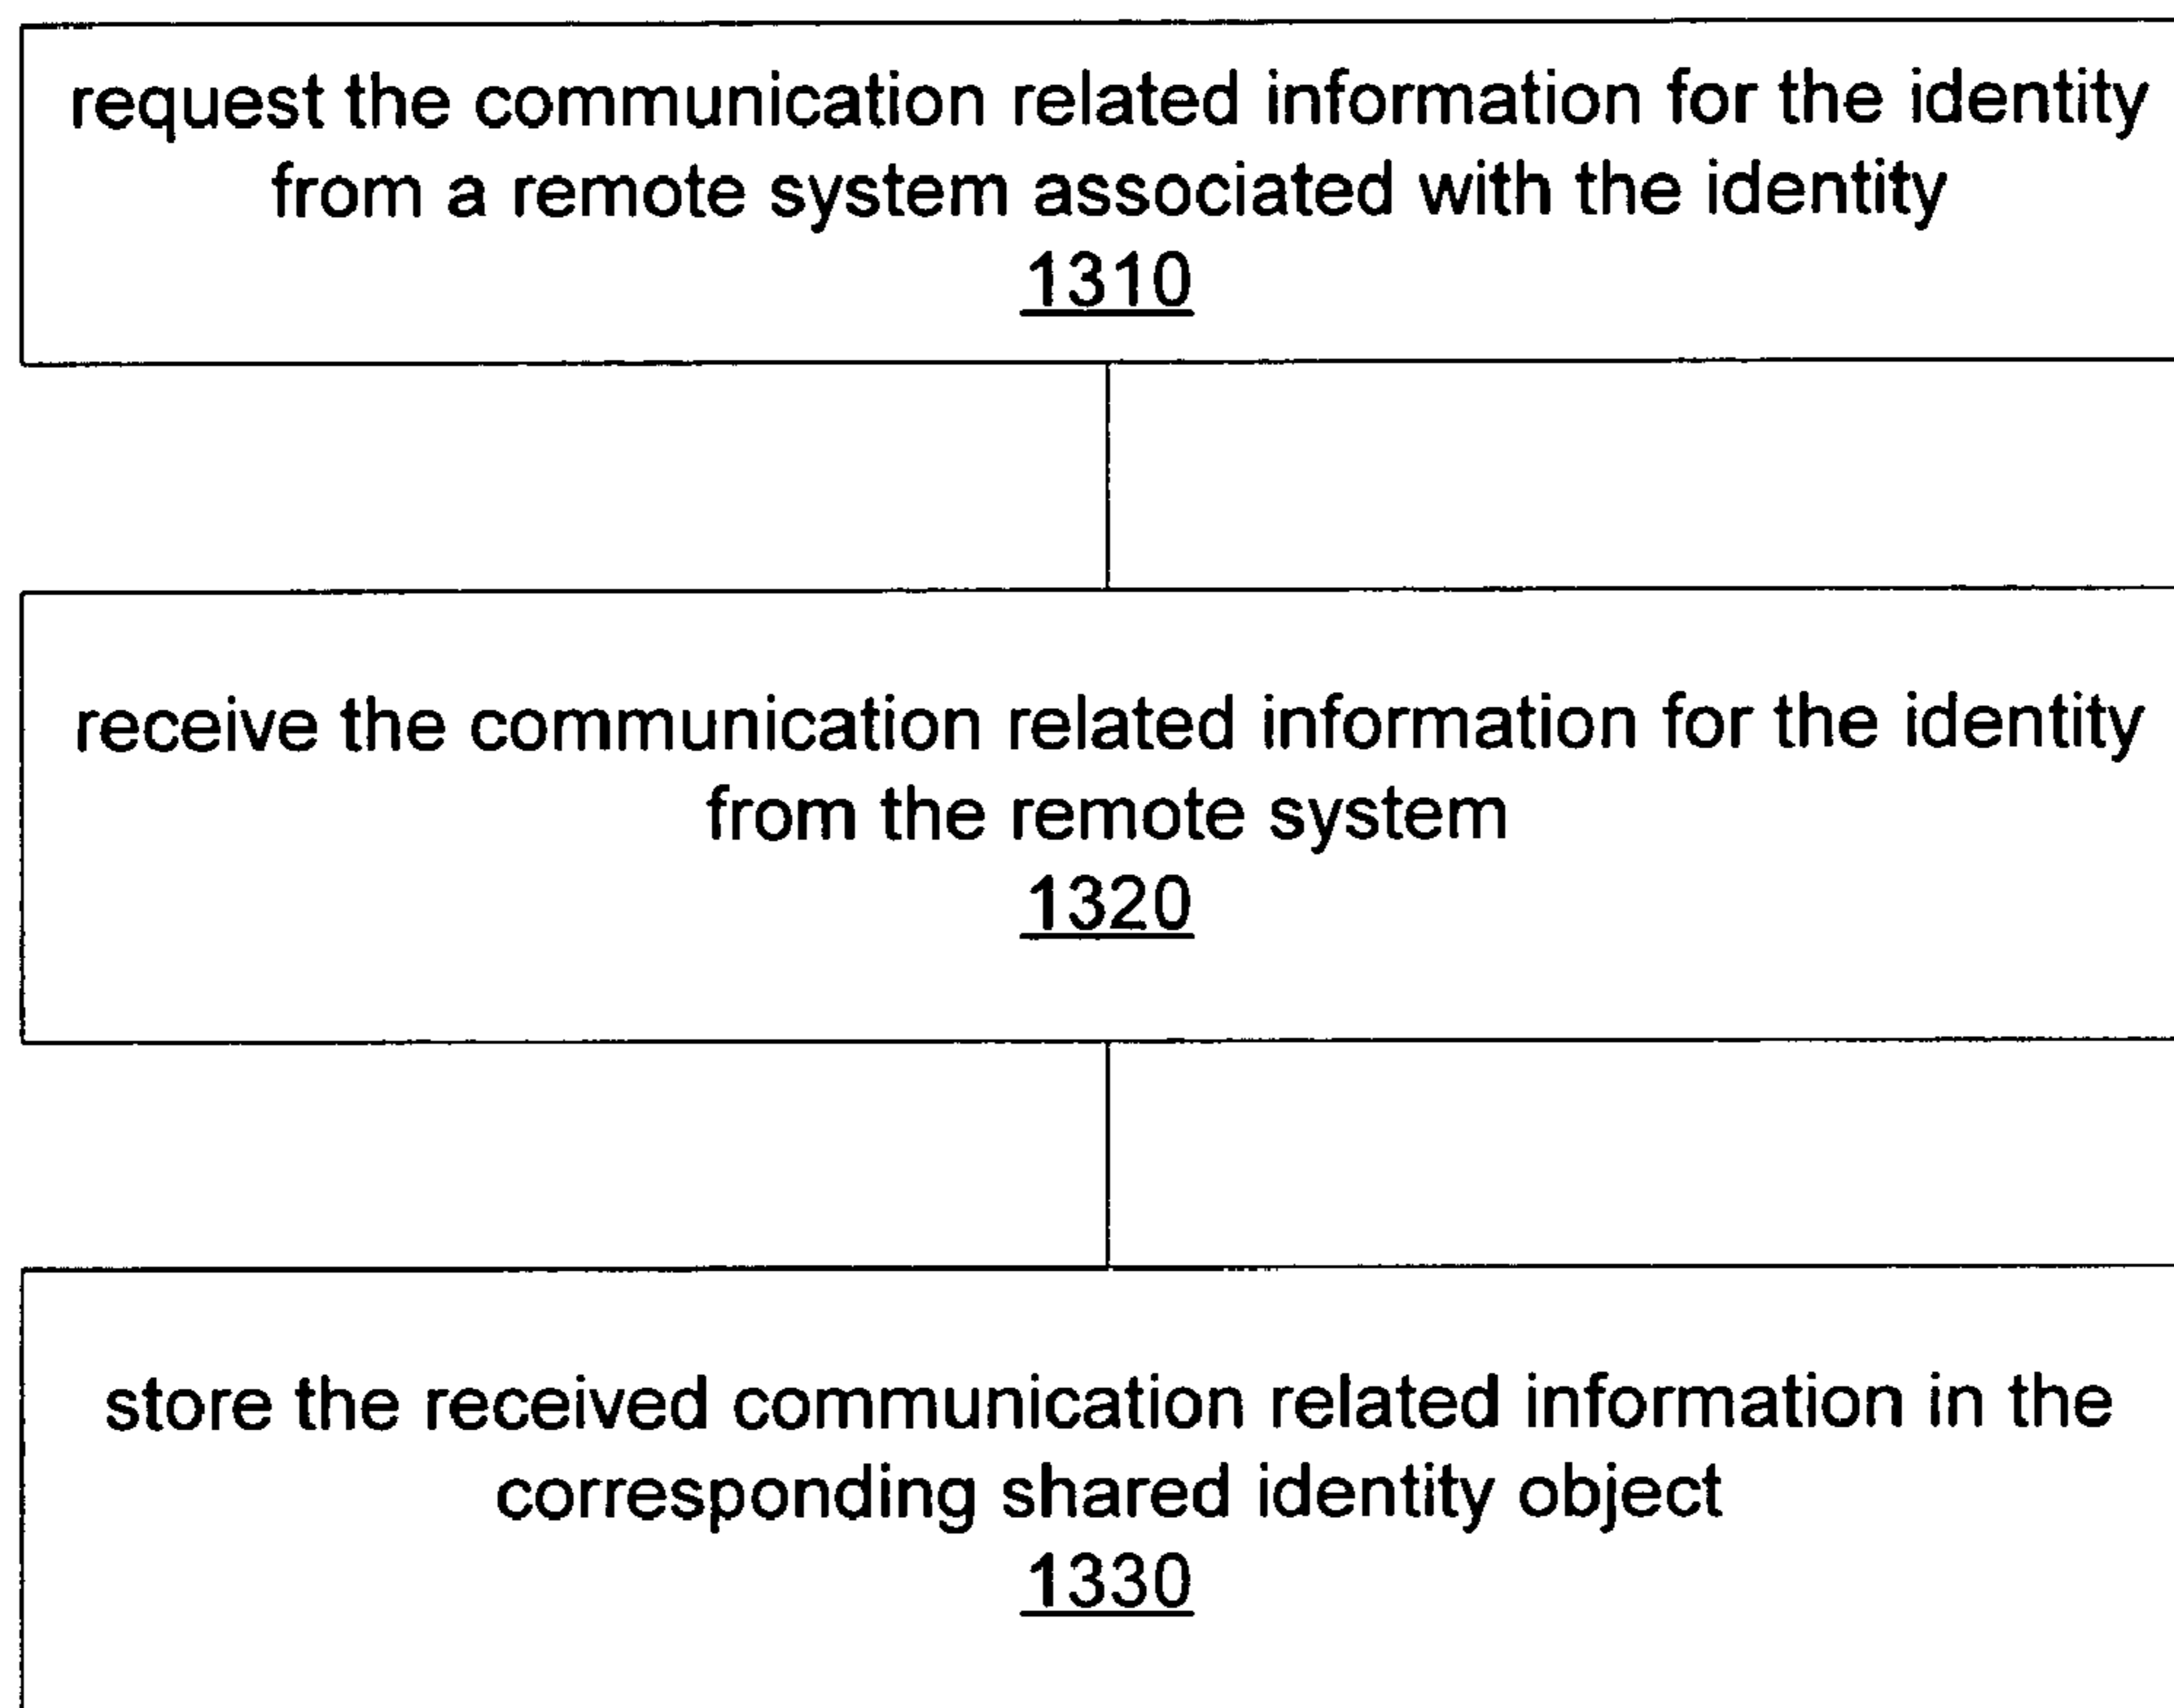 request the communication related information for the identity
from a remote system associated with the identity
1310
receive the communication related information for the identity
from the remote system
1320
store the received communication related information in the
corresponding shared identity object
1330